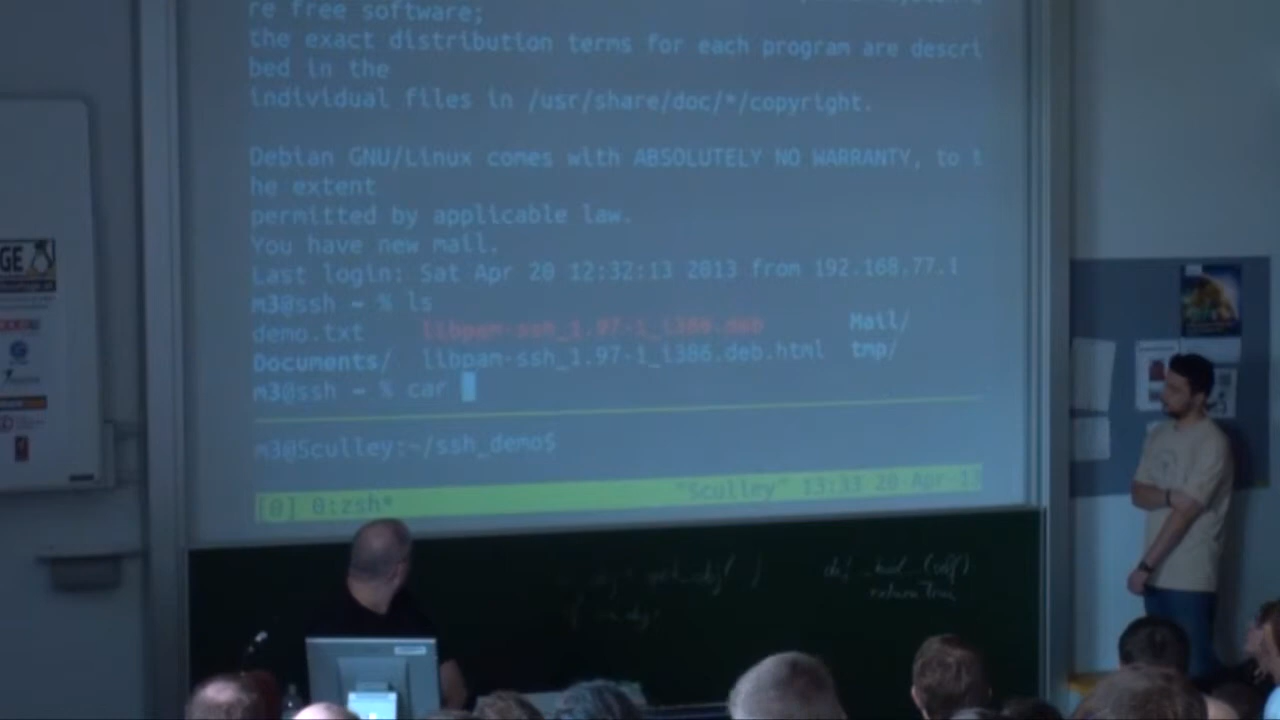 re free software;
the exact distribution terms for each program are descri
bed in the
individual files in /usr/share/doc/*/copyright.
Debian GNU/Linux comes with ABSOLUTELY NO WARRANTY, to t
he extent
permitted by applicable law.
You have new mail.
Last login: Sat Apr 20 12:32:13 2013 from 192.168.77.1
m3@ssh ~ % ls
demo.txt libpam-ssh_1.97-1_i386.deb Mail/
Documents/ libpam-ssh_1.97-1_i386.deb.html tmp/
m3@ssh ~ % car
m3@Sculley:~/ssh_demo$
[0] 0:zsh* "Sculley" 13:33 20-Apr-13
GE